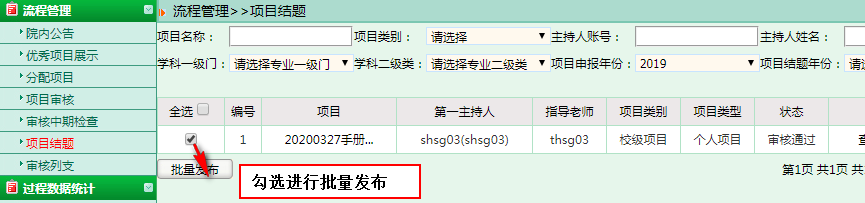 流程管理
院内公告
优秀项目展示
分配项目
项目审核
审核中期检查
项目结题
审核列支
过程数据统计
流程管理>>项目结题
项目名称： 项目类别： 请选择 主持人账号： 主持人姓名：
学科一级门： 请选择专业一级门 学科二级类： 请选择专业二级类 项目申报年份： 2019 项目结题年份：
全选 编号 项目 第一主持人 指导老师 项目类别 项目类型 状态
1 20200327手册... shsg03(shsg03) thsg03 校级项目 个人项目 审核通过
批量发布 第1页 共1页 共
勾选进行批量发布